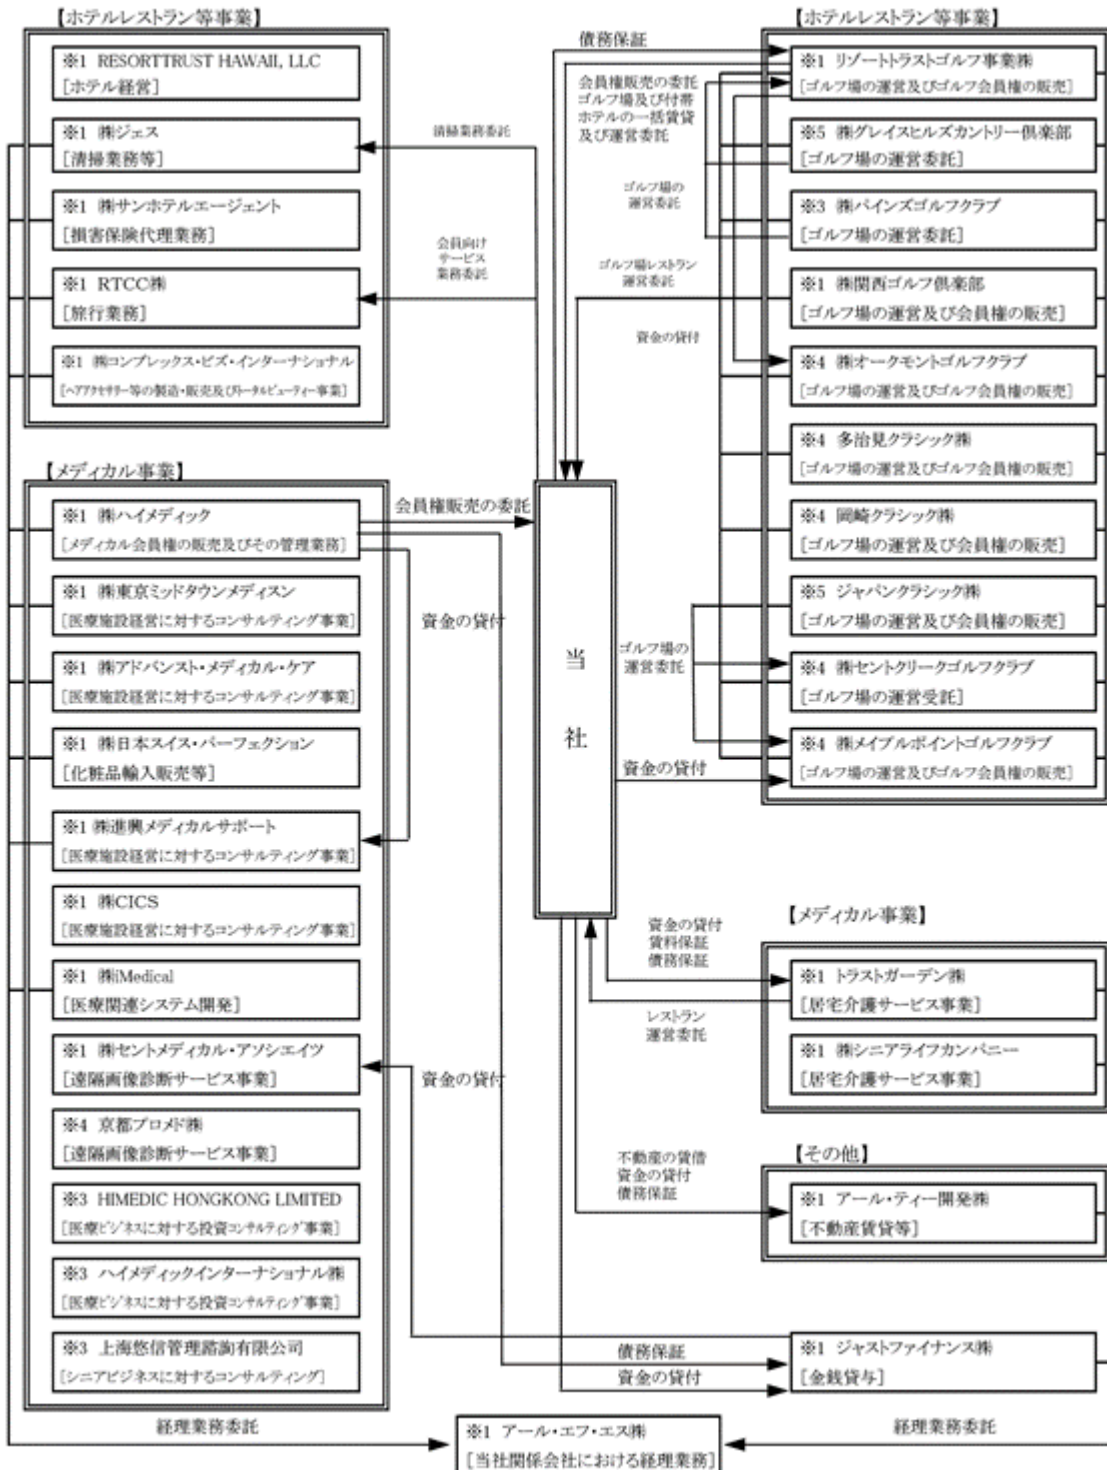 【ホテルレストラン等事業】
※1 RESORTTRUST HAWAII, LLC
[ホテル経営]
※1 ㈱ジェス
[清掃業務等]
※1 ㈱サンホテルエージェント
[損害保険代理業務]
※1 RTCC㈱
[旅行業務]
※1 ㈱コンプレックス・ビズ・インターナショナル
[ヘアアクセサリー等の製造・販売及びトータルビューティー事業]
【メディカル事業】
※1 ㈱ハイメディック
[メディカル会員権の販売及びその管理業務]
※1 ㈱東京ミッドタウンメディスン
[医療施設経営に対するコンサルティング事業]
※1 ㈱アドバンスト・メディカル・ケア
[医療施設経営に対するコンサルティング事業]
※1 ㈱日本スイス・パーフェクション
[化粧品輸入販売等]
※1 ㈱進興メディカルサポート
[医療施設経営に対するコンサルティング事業]
※1 ㈱CICS
[医療施設経営に対するコンサルティング事業]
※1 ㈱iMedical
[医療関連システム開発]
※1 ㈱セントメディカル・アソシエイツ
[遠隔画像診断サービス事業]
※4 京都プロメド㈱
[遠隔画像診断サービス事業]
※3 HIMEDIC HONGKONG LIMITED
[医療ビジネスに対する投資コンサルティング事業]
※3 ハイメディックインターナショナル㈱
[医療ビジネスに対する投資コンサルティング事業]
※3 上海悠信管理諮詢有限公司
[シニアビジネスに対するコンサルティング]
経理業務委託
清掃業務委託
会員向け
サービス
業務委託
会員権販売の委託
資金の貸付
資金の貸付
当
社
債務保証
会員権販売の委託
ゴルフ場及び付帯
ホテルの一括賃貸
及び運営委託
ゴルフ場の
運営委託
ゴルフ場レストラン
運営委託
資金の貸付
ゴルフ場の
運営委託
資金の貸付
資金の貸付
賃料保証
債務保証
レストラン
運営委託
不動産の賃借
資金の貸付
債務保証
債務保証
資金の貸付
※1 アール・エフ・エス㈱
[当社関係会社における経理業務]
【ホテルレストラン等事業】
※1 リゾートトラストゴルフ事業㈱
[ゴルフ場の運営及びゴルフ会員権の販売]
※5 ㈱グレイスヒルズカントリー倶楽部
[ゴルフ場の運営委託]
※3 ㈱パインズゴルフクラブ
[ゴルフ場の運営委託]
※1 ㈱関西ゴルフ倶楽部
[ゴルフ場の運営及び会員権の販売]
※4 ㈱オークモントゴルフクラブ
[ゴルフ場の運営及びゴルフ会員権の販売]
※4 多治見クラシック㈱
[ゴルフ場の運営及びゴルフ会員権の販売]
※4 岡崎クラシック㈱
[ゴルフ場の運営及び会員権の販売]
※5 ジャパンクラシック㈱
[ゴルフ場の運営及び会員権の販売]
※4 ㈱セントクリークゴルフクラブ
[ゴルフ場の運営受託]
※4 ㈱メイプルポイントゴルフクラブ
[ゴルフ場の運営及びゴルフ会員権の販売]
【メディカル事業】
※1 トラストガーデン㈱
[居宅介護サービス事業]
※1 ㈱シニアライフカンパニー
[居宅介護サービス事業]
【その他】
※1 アール・ティー開発㈱
[不動産賃貸等]
※1 ジャストファイナンス㈱
[金銭貸与]
経理業務委託